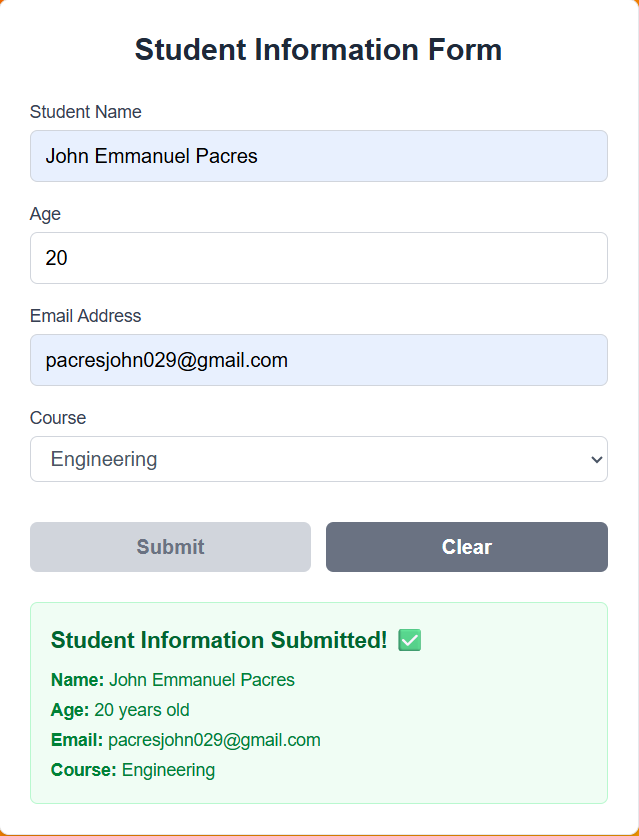 Student Information Form
Student Name
John Emmanuel Pacres
Age
20
Email Address
pacresjohn029@gmail.com
Course
Engineering
Submit Clear
Student Information Submitted! ✅
Name: John Emmanuel Pacres
Age: 20 years old
Email: pacresjohn029@gmail.com
Course: Engineering